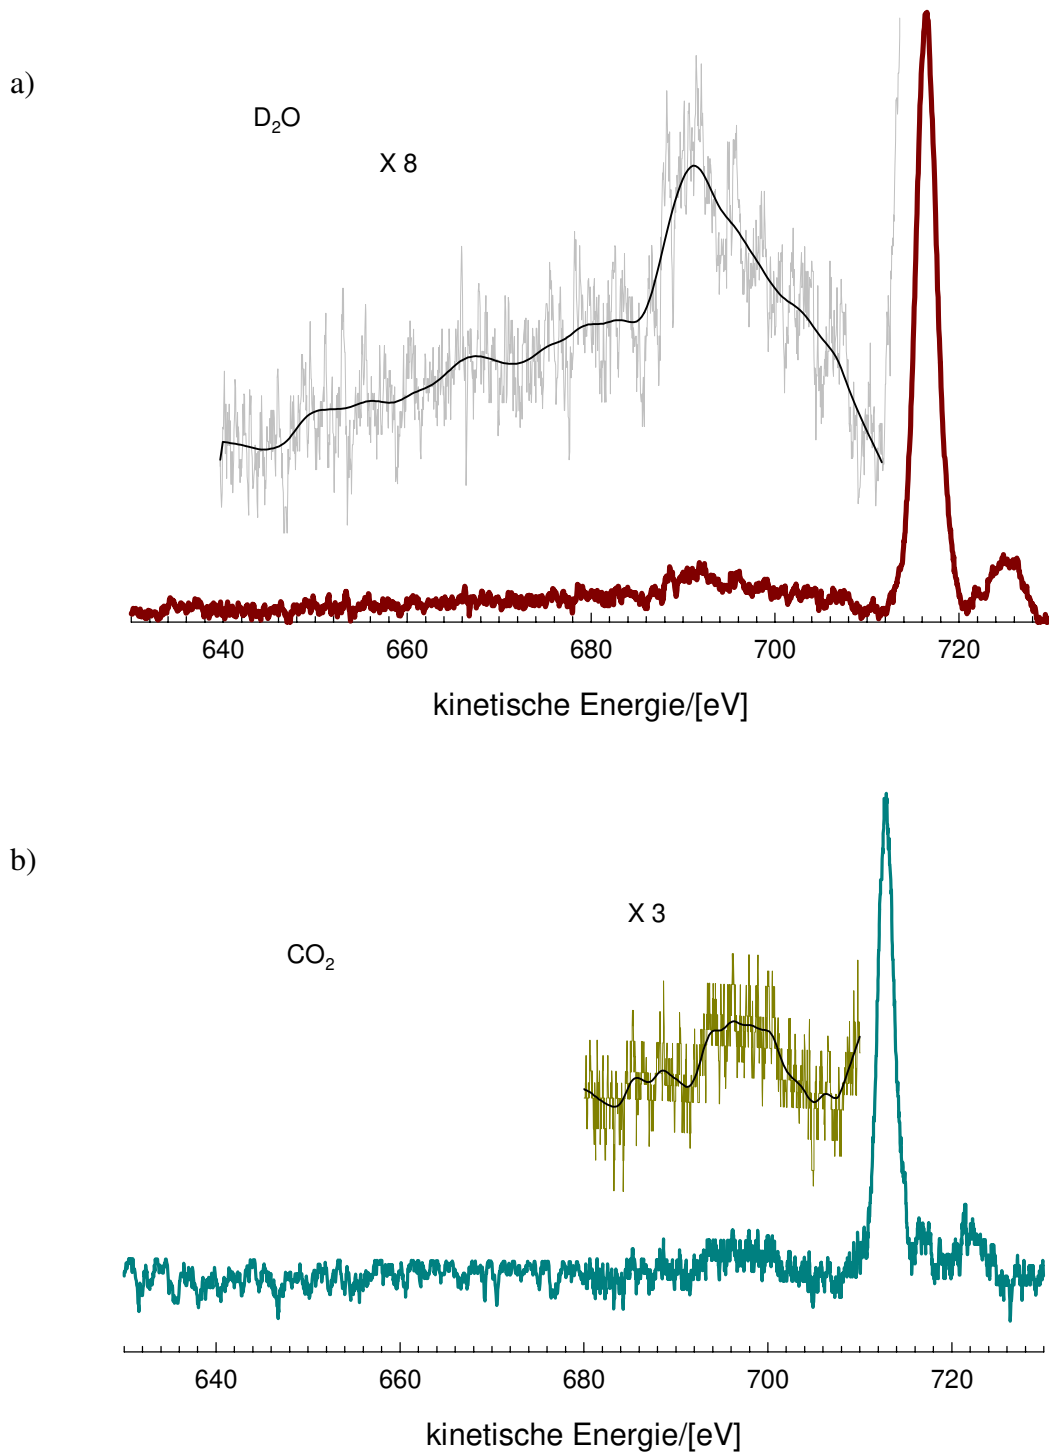 a)
D₂O
X 8
640 660 680 700 720
kinetische Energie/[eV]
b)
X 3
CO₂
640 660 680 700 720
kinetische Energie/[eV]